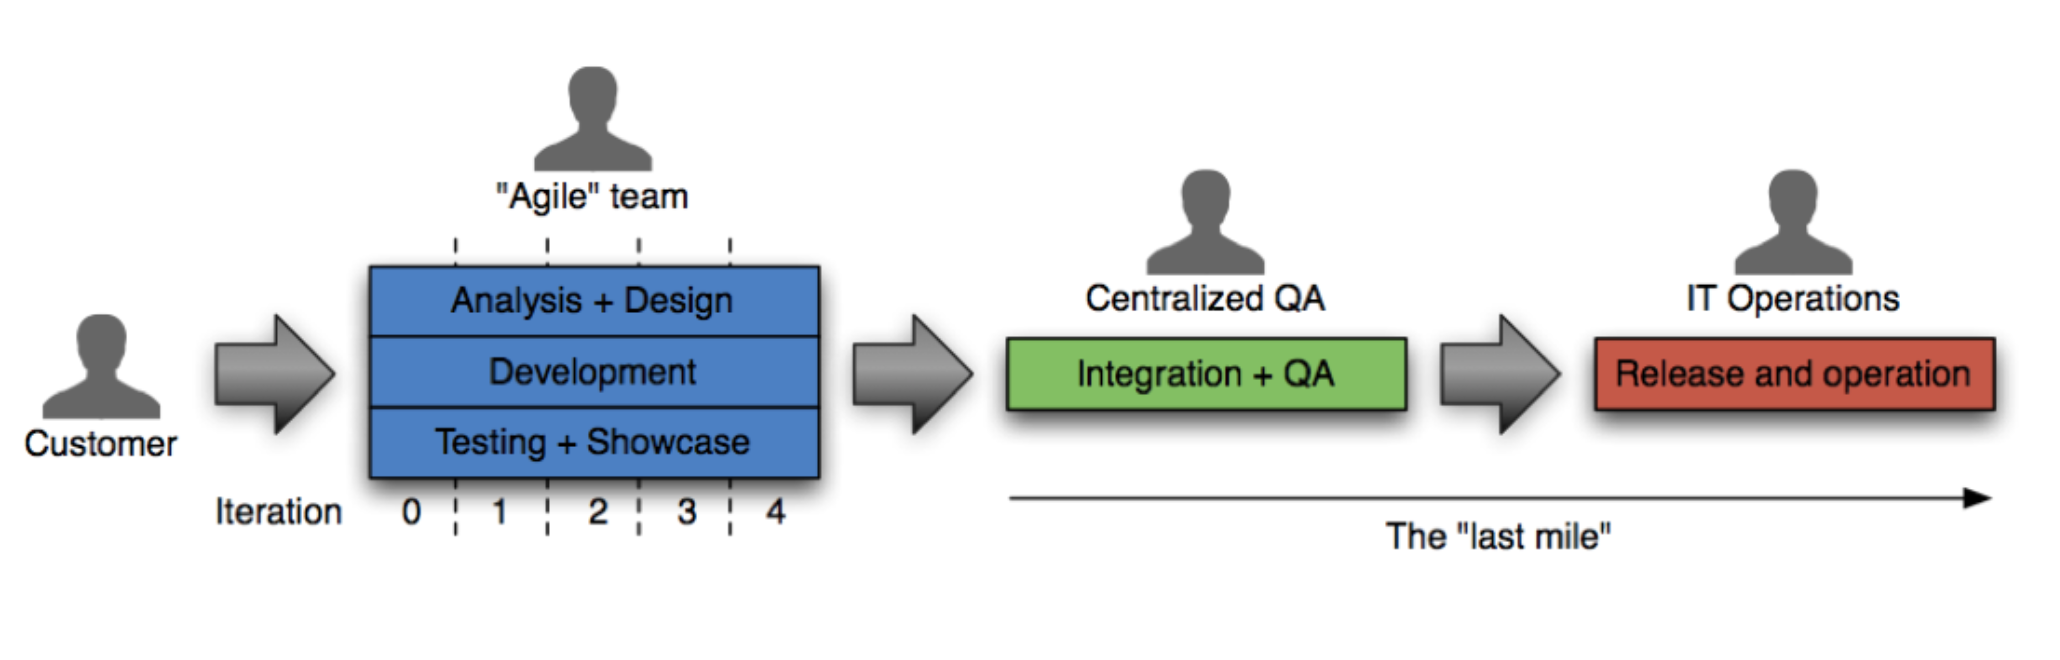 "Agile" team
Analysis + Design
Development
Testing + Showcase
Customer
Iteration 0 1 2 3 4
Centralized QA
Integration + QA
IT Operations
Release and operation
The "last mile"